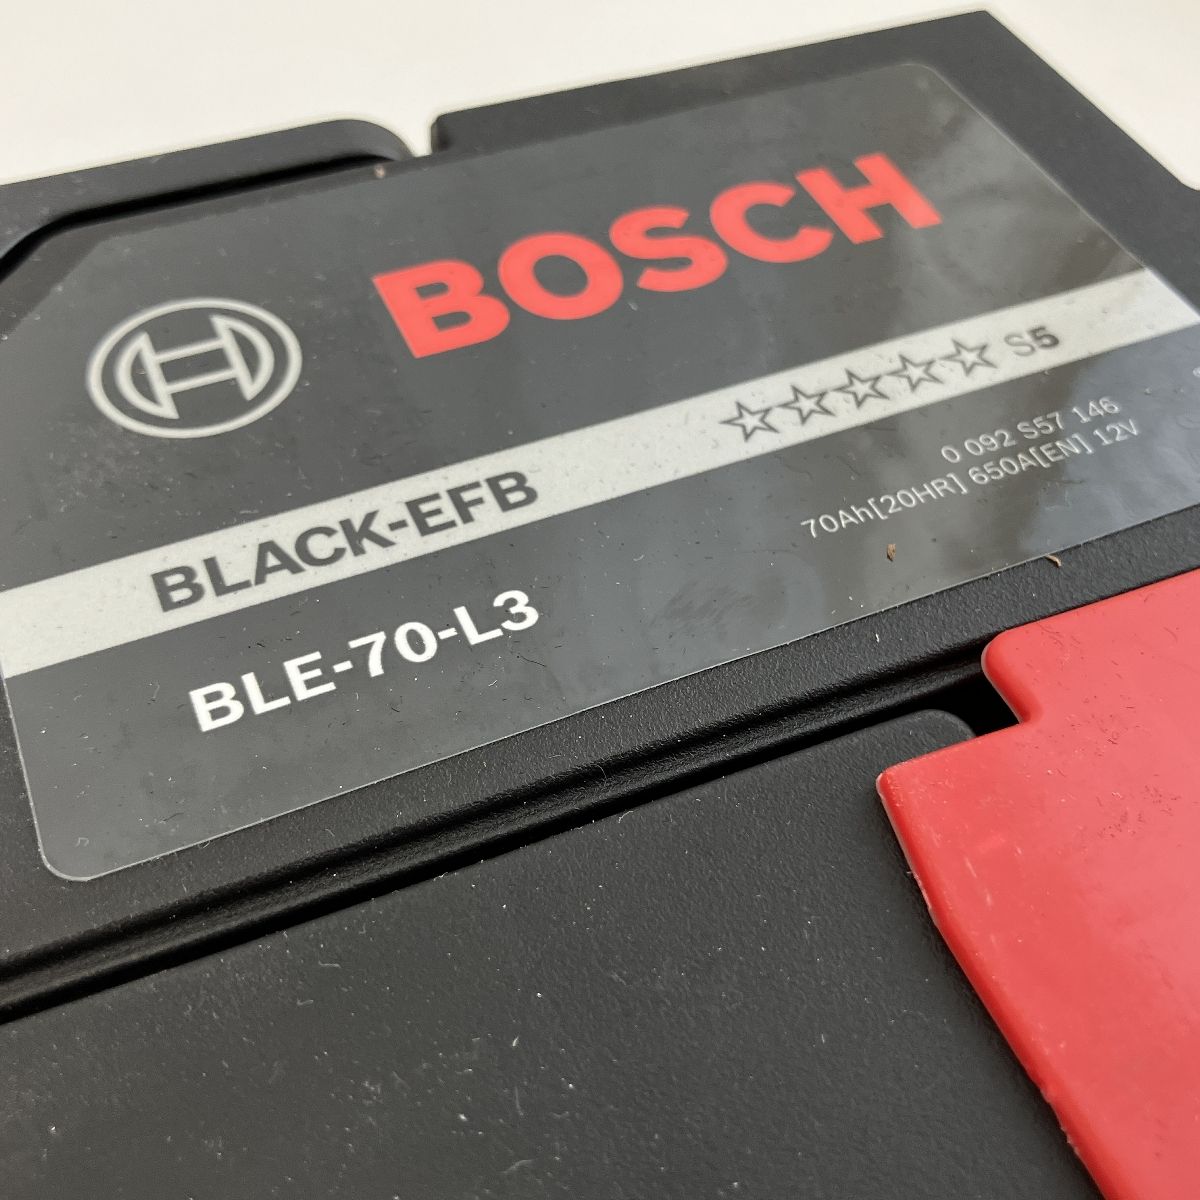 BOSCH
S5
BLACK-EFB
0 092 S57 146
70Ah[20HR] 650A[EN] 12V
BLE-70-L3